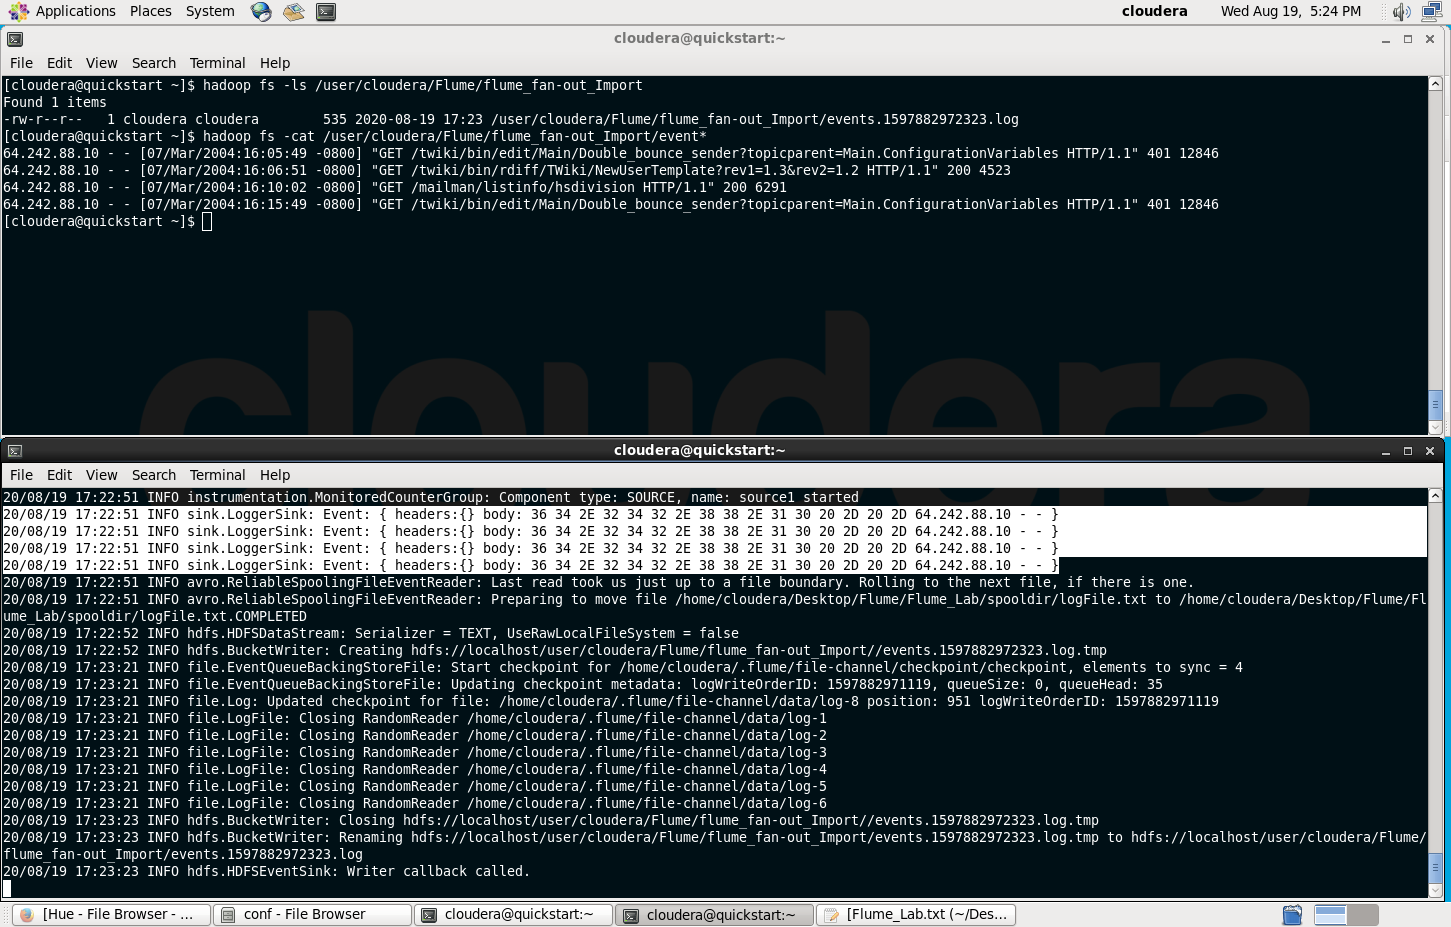 Applications Places System cloudera Wed Aug 19, 5:24 PM
cloudera@quickstart:~
File Edit View Search Terminal Help
[cloudera@quickstart ~]$ hadoop fs -ls /user/cloudera/Flume/flume_fan-out_Import
Found 1 items
-rw-r--r--   1 cloudera cloudera        535 2020-08-19 17:23 /user/cloudera/Flume/flume_fan-out_Import/events.1597882972323.log
[cloudera@quickstart ~]$ hadoop fs -cat /user/cloudera/Flume/flume_fan-out_Import/event*
64.242.88.10 - - [07/Mar/2004:16:05:49 -0800] "GET /twiki/bin/edit/Main/Double_bounce_sender?topicparent=Main.ConfigurationVariables HTTP/1.1" 401 12846
64.242.88.10 - - [07/Mar/2004:16:06:51 -0800] "GET /twiki/bin/rdiff/TWiki/NewUserTemplate?rev1=1.3&rev2=1.2 HTTP/1.1" 200 4523
64.242.88.10 - - [07/Mar/2004:16:10:02 -0800] "GET /mailman/listinfo/hsdivision HTTP/1.1" 200 6291
64.242.88.10 - - [07/Mar/2004:16:15:49 -0800] "GET /twiki/bin/edit/Main/Double_bounce_sender?topicparent=Main.ConfigurationVariables HTTP/1.1" 401 12846
[cloudera@quickstart ~]$
cloudera
cloudera@quickstart:~
File Edit View Search Terminal Help
20/08/19 17:22:51 INFO instrumentation.MonitoredCounterGroup: Component type: SOURCE, name: source1 started
20/08/19 17:22:51 INFO sink.LoggerSink: Event: { headers:{} body: 36 34 2E 32 34 32 2E 38 38 2E 31 30 20 2D 20 2D 64.242.88.10 - - }
20/08/19 17:22:51 INFO sink.LoggerSink: Event: { headers:{} body: 36 34 2E 32 34 32 2E 38 38 2E 31 30 20 2D 20 2D 64.242.88.10 - - }
20/08/19 17:22:51 INFO sink.LoggerSink: Event: { headers:{} body: 36 34 2E 32 34 32 2E 38 38 2E 31 30 20 2D 20 2D 64.242.88.10 - - }
20/08/19 17:22:51 INFO sink.LoggerSink: Event: { headers:{} body: 36 34 2E 32 34 32 2E 38 38 2E 31 30 20 2D 20 2D 64.242.88.10 - - }
20/08/19 17:22:51 INFO avro.ReliableSpoolingFileEventReader: Last read took us just up to a file boundary. Rolling to the next file, if there is one.
20/08/19 17:22:51 INFO avro.ReliableSpoolingFileEventReader: Preparing to move file /home/cloudera/Desktop/Flume/Flume_Lab/spooldir/logFile.txt to /home/cloudera/Desktop/Flume/Fl
ume_Lab/spooldir/logFile.txt.COMPLETED
20/08/19 17:22:52 INFO hdfs.HDFSDataStream: Serializer = TEXT, UseRawLocalFileSystem = false
20/08/19 17:22:52 INFO hdfs.BucketWriter: Creating hdfs://localhost/user/cloudera/Flume/flume_fan-out_Import//events.1597882972323.log.tmp
20/08/19 17:23:21 INFO file.EventQueueBackingStoreFile: Start checkpoint for /home/cloudera/.flume/file-channel/checkpoint/checkpoint, elements to sync = 4
20/08/19 17:23:21 INFO file.EventQueueBackingStoreFile: Updating checkpoint metadata: logWriteOrderID: 1597882971119, queueSize: 0, queueHead: 35
20/08/19 17:23:21 INFO file.Log: Updated checkpoint for file: /home/cloudera/.flume/file-channel/data/log-8 position: 951 logWriteOrderID: 1597882971119
20/08/19 17:23:21 INFO file.LogFile: Closing RandomReader /home/cloudera/.flume/file-channel/data/log-1
20/08/19 17:23:21 INFO file.LogFile: Closing RandomReader /home/cloudera/.flume/file-channel/data/log-2
20/08/19 17:23:21 INFO file.LogFile: Closing RandomReader /home/cloudera/.flume/file-channel/data/log-3
20/08/19 17:23:21 INFO file.LogFile: Closing RandomReader /home/cloudera/.flume/file-channel/data/log-4
20/08/19 17:23:21 INFO file.LogFile: Closing RandomReader /home/cloudera/.flume/file-channel/data/log-5
20/08/19 17:23:21 INFO file.LogFile: Closing RandomReader /home/cloudera/.flume/file-channel/data/log-6
20/08/19 17:23:23 INFO hdfs.BucketWriter: Closing hdfs://localhost/user/cloudera/Flume/flume_fan-out_Import//events.1597882972323.log.tmp
20/08/19 17:23:23 INFO hdfs.BucketWriter: Renaming hdfs://localhost/user/cloudera/Flume/flume_fan-out_Import/events.1597882972323.log.tmp to hdfs://localhost/user/cloudera/Flume/
flume_fan-out_Import/events.1597882972323.log
20/08/19 17:23:23 INFO hdfs.HDFSEventSink: Writer callback called.
[Hue - File Browser - ... conf - File Browser cloudera@quickstart:~ cloudera@quickstart:~ [Flume_Lab.txt (~/Des...